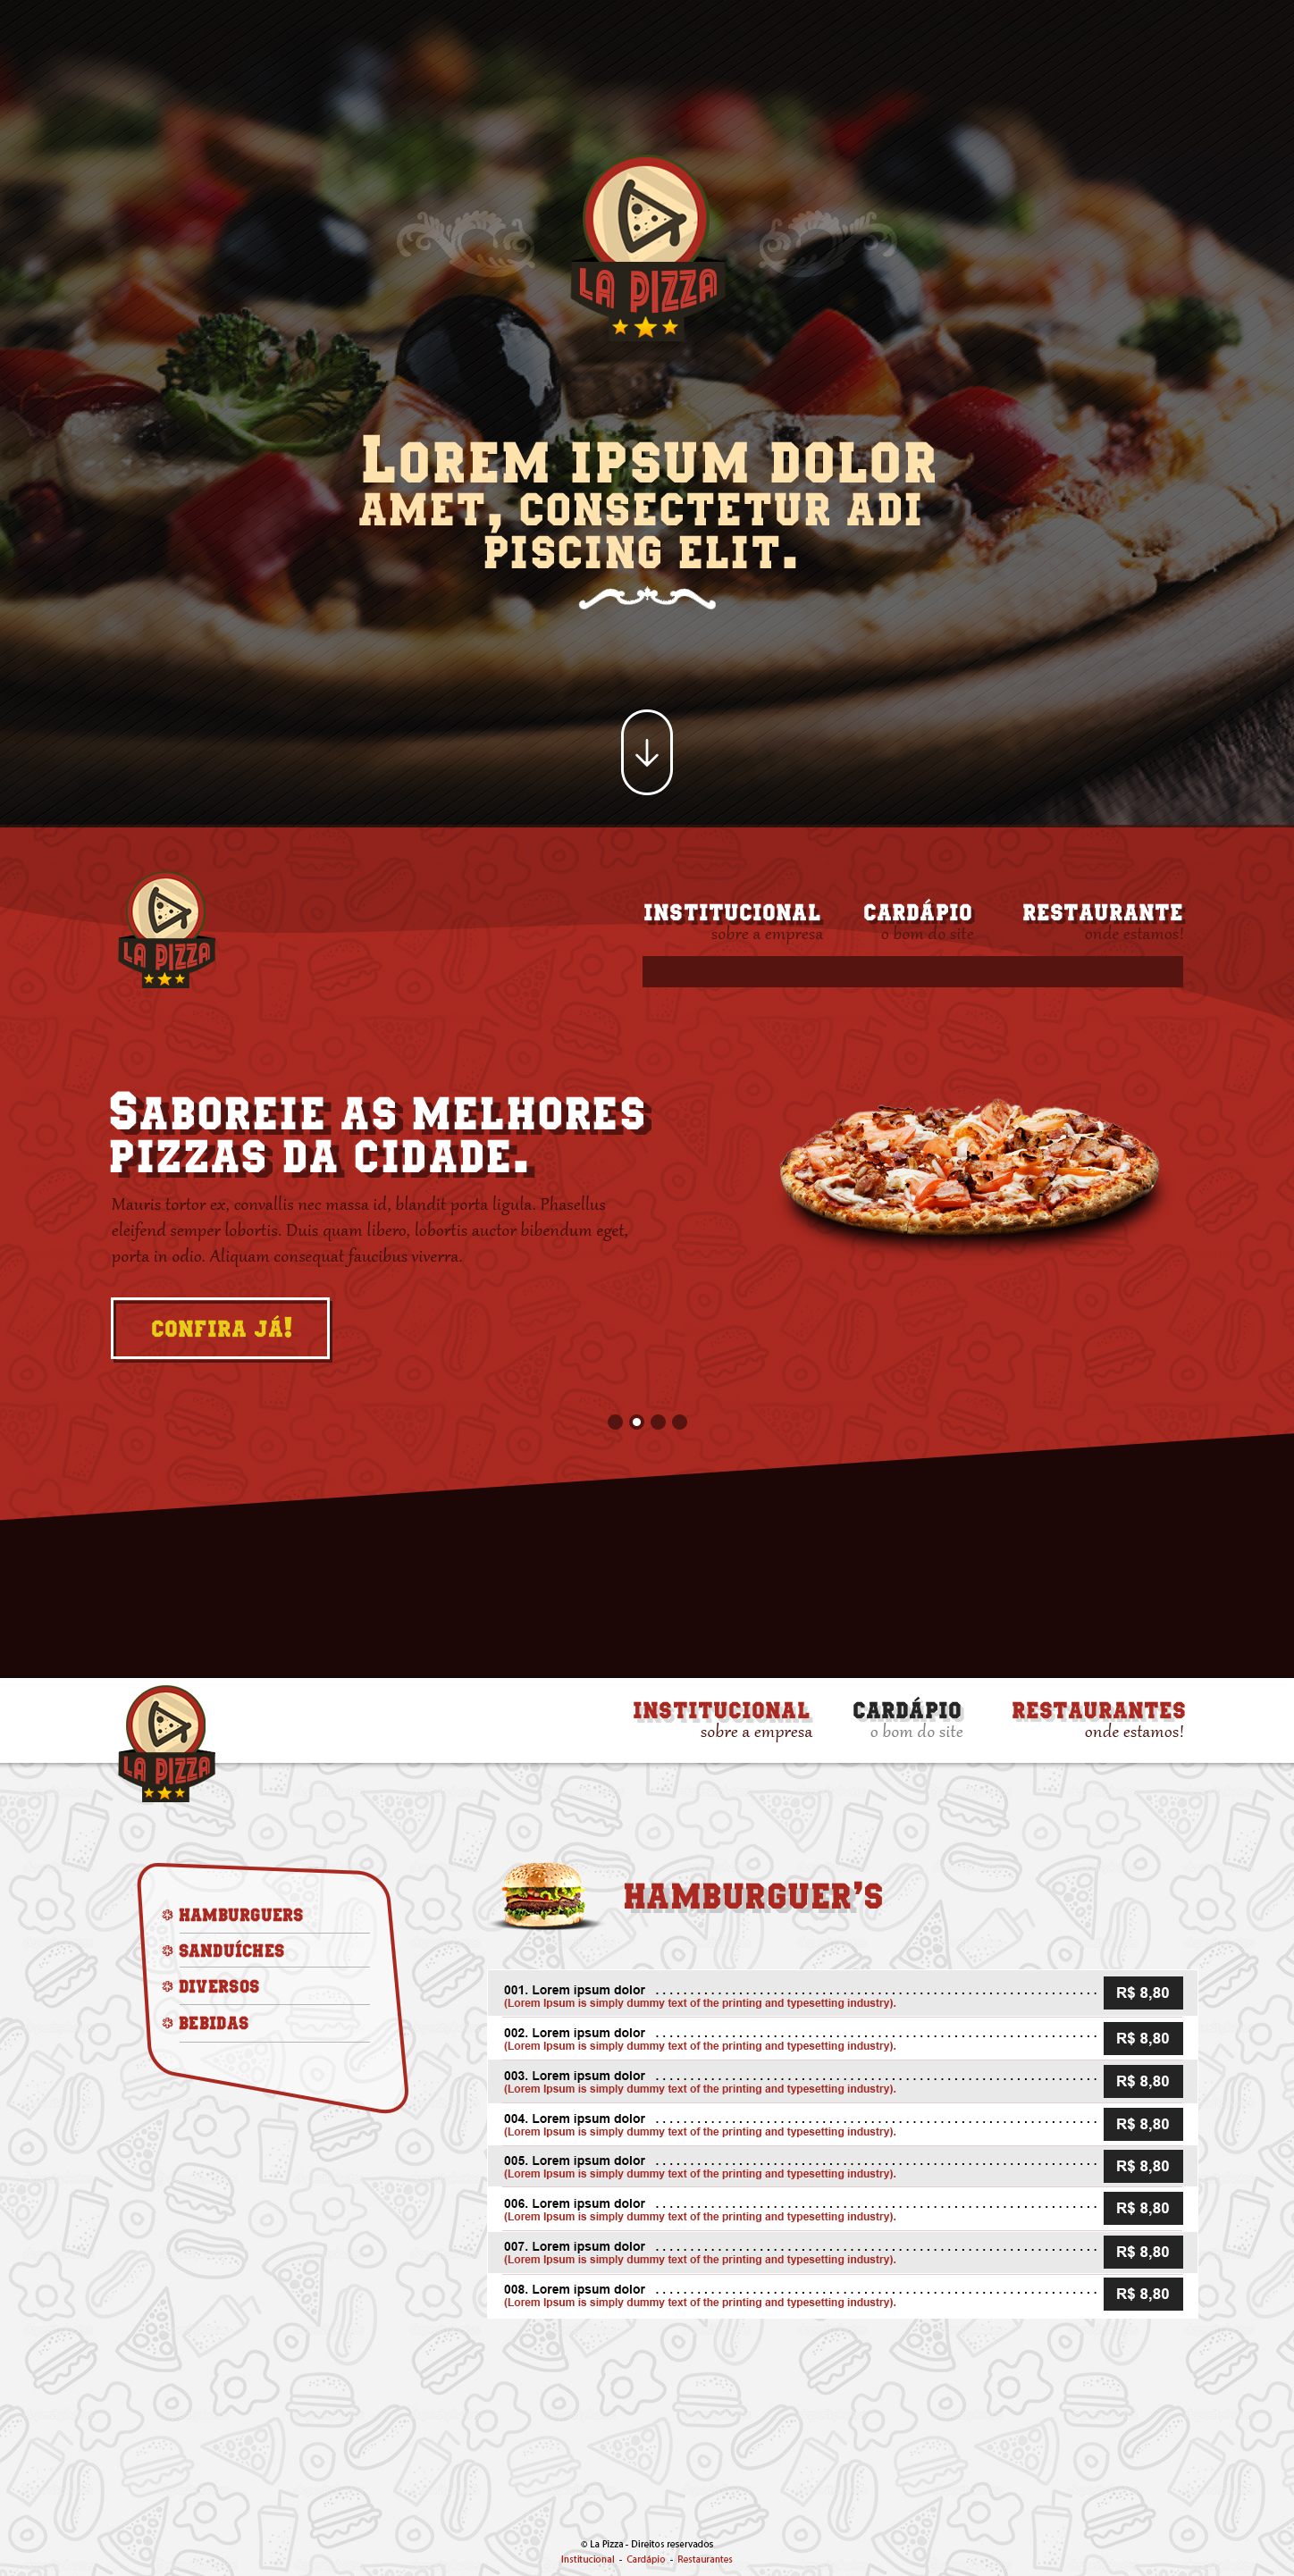 LA PIZZA
Lorem ipsum dolor
amet, consectetur adi
piscing elit.
LA PIZZA
INSTITUCIONAL
sobre a empresa
CARDÁPIO
o bom do site
RESTAURANTE
onde estamos!
Saboreie as melhores
pizzas da cidade.
Mauris tortor ex, convallis nec massa id, blandit porta ligula. Phasellus
eleifend semper lobortis. Duis quam libero, lobortis auctor bibendum eget,
porta in odio. Aliquam consequat faucibus viverra.
CONFIRA JÁ!
LA PIZZA
INSTITUCIONAL
sobre a empresa
CARDÁPIO
o bom do site
RESTAURANTES
onde estamos!
HAMBURGUERS
SANDUÍCHES
DIVERSOS
BEBIDAS
HAMBURGUER'S
001. Lorem ipsum dolor R$ 8,80
(Lorem Ipsum is simply dummy text of the printing and typesetting industry).
002. Lorem ipsum dolor R$ 8,80
(Lorem Ipsum is simply dummy text of the printing and typesetting industry).
003. Lorem ipsum dolor R$ 8,80
(Lorem Ipsum is simply dummy text of the printing and typesetting industry).
004. Lorem ipsum dolor R$ 8,80
(Lorem Ipsum is simply dummy text of the printing and typesetting industry).
005. Lorem ipsum dolor R$ 8,80
(Lorem Ipsum is simply dummy text of the printing and typesetting industry).
006. Lorem ipsum dolor R$ 8,80
(Lorem Ipsum is simply dummy text of the printing and typesetting industry).
007. Lorem ipsum dolor R$ 8,80
(Lorem Ipsum is simply dummy text of the printing and typesetting industry).
008. Lorem ipsum dolor R$ 8,80
(Lorem Ipsum is simply dummy text of the printing and typesetting industry).
© La Pizza - Direitos reservados
Institucional - Cardápio - Restaurantes